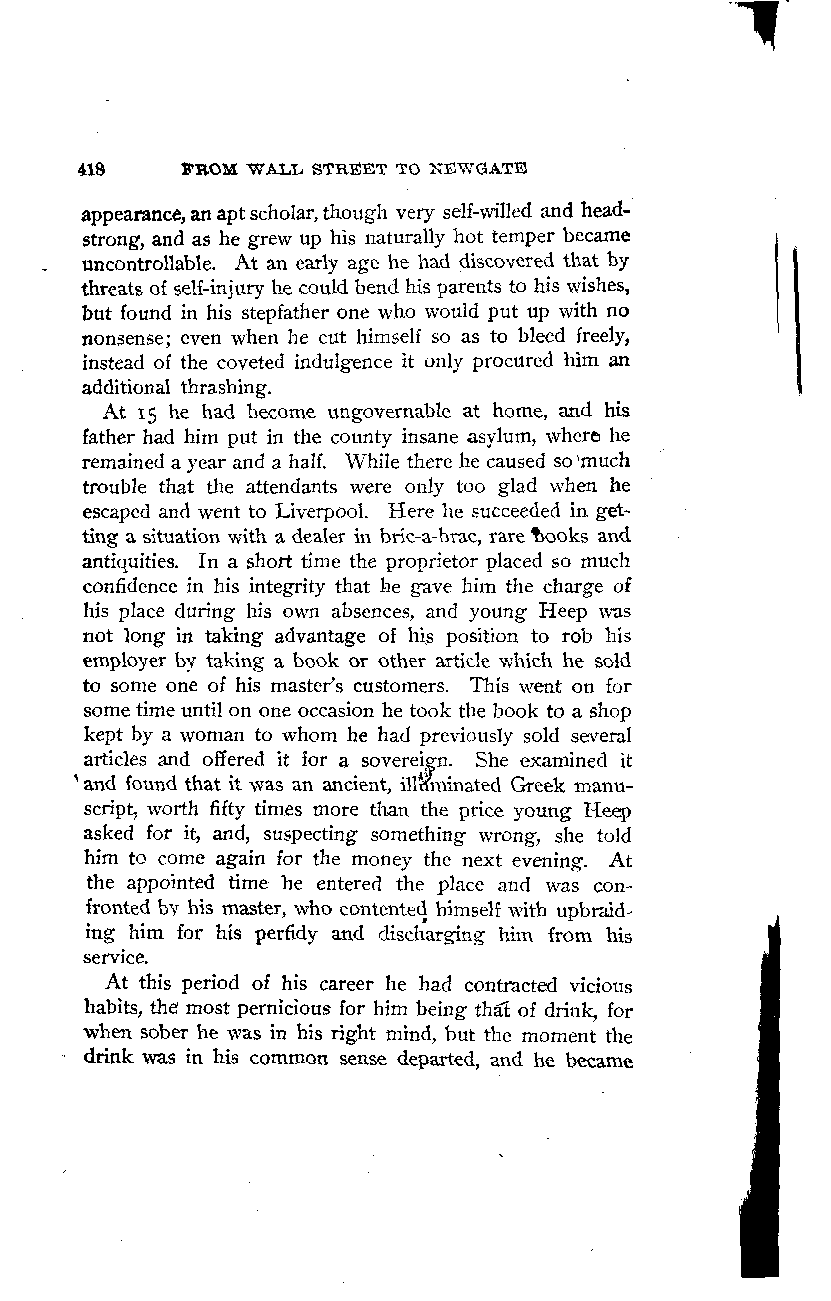 418 FROM WALL STREET TO NEWGATE
appearance, an apt scholar, though very self-willed and head-
strong, and as he grew up his naturally hot temper became
uncontrollable. At an early age he had discovered that by
threats of self-injury he could bend his parents to his wishes,
but found in his stepfather one who would put up with no
nonsense; even when he cut himself so as to bleed freely,
instead of the coveted indulgence it only procured him an
additional thrashing.
At 15 he had become ungovernable at home, and his
father had him put in the county insane asylum, where he
remained a year and a half. While there he caused so much
trouble that the attendants were only too glad when he
escaped and went to Liverpool. Here he succeeded in get-
ting a situation with a dealer in bric-a-brac, rare books and
antiquities. In a short time the proprietor placed so much
confidence in his integrity that he gave him the charge of
his place during his own absences, and young Heep was
not long in taking advantage of his position to rob his
employer by taking a book or other article which he sold
to some one of his master's customers. This went on for
some time until on one occasion he took the book to a shop
kept by a woman to whom he had previously sold several
articles and offered it for a sovereign. She examined it
and found that it was an ancient, illuminated Greek manu-
script, worth fifty times more than the price young Heep
asked for it, and, suspecting something wrong, she told
him to come again for the money the next evening. At
the appointed time he entered the place and was con-
fronted by his master, who contented himself with upbraid-
ing him for his perfidy and discharging him from his
service.
At this period of his career he had contracted vicious
habits, the most pernicious for him being that of drink, for
when sober he was in his right mind, but the moment the
drink was in his common sense departed, and he became